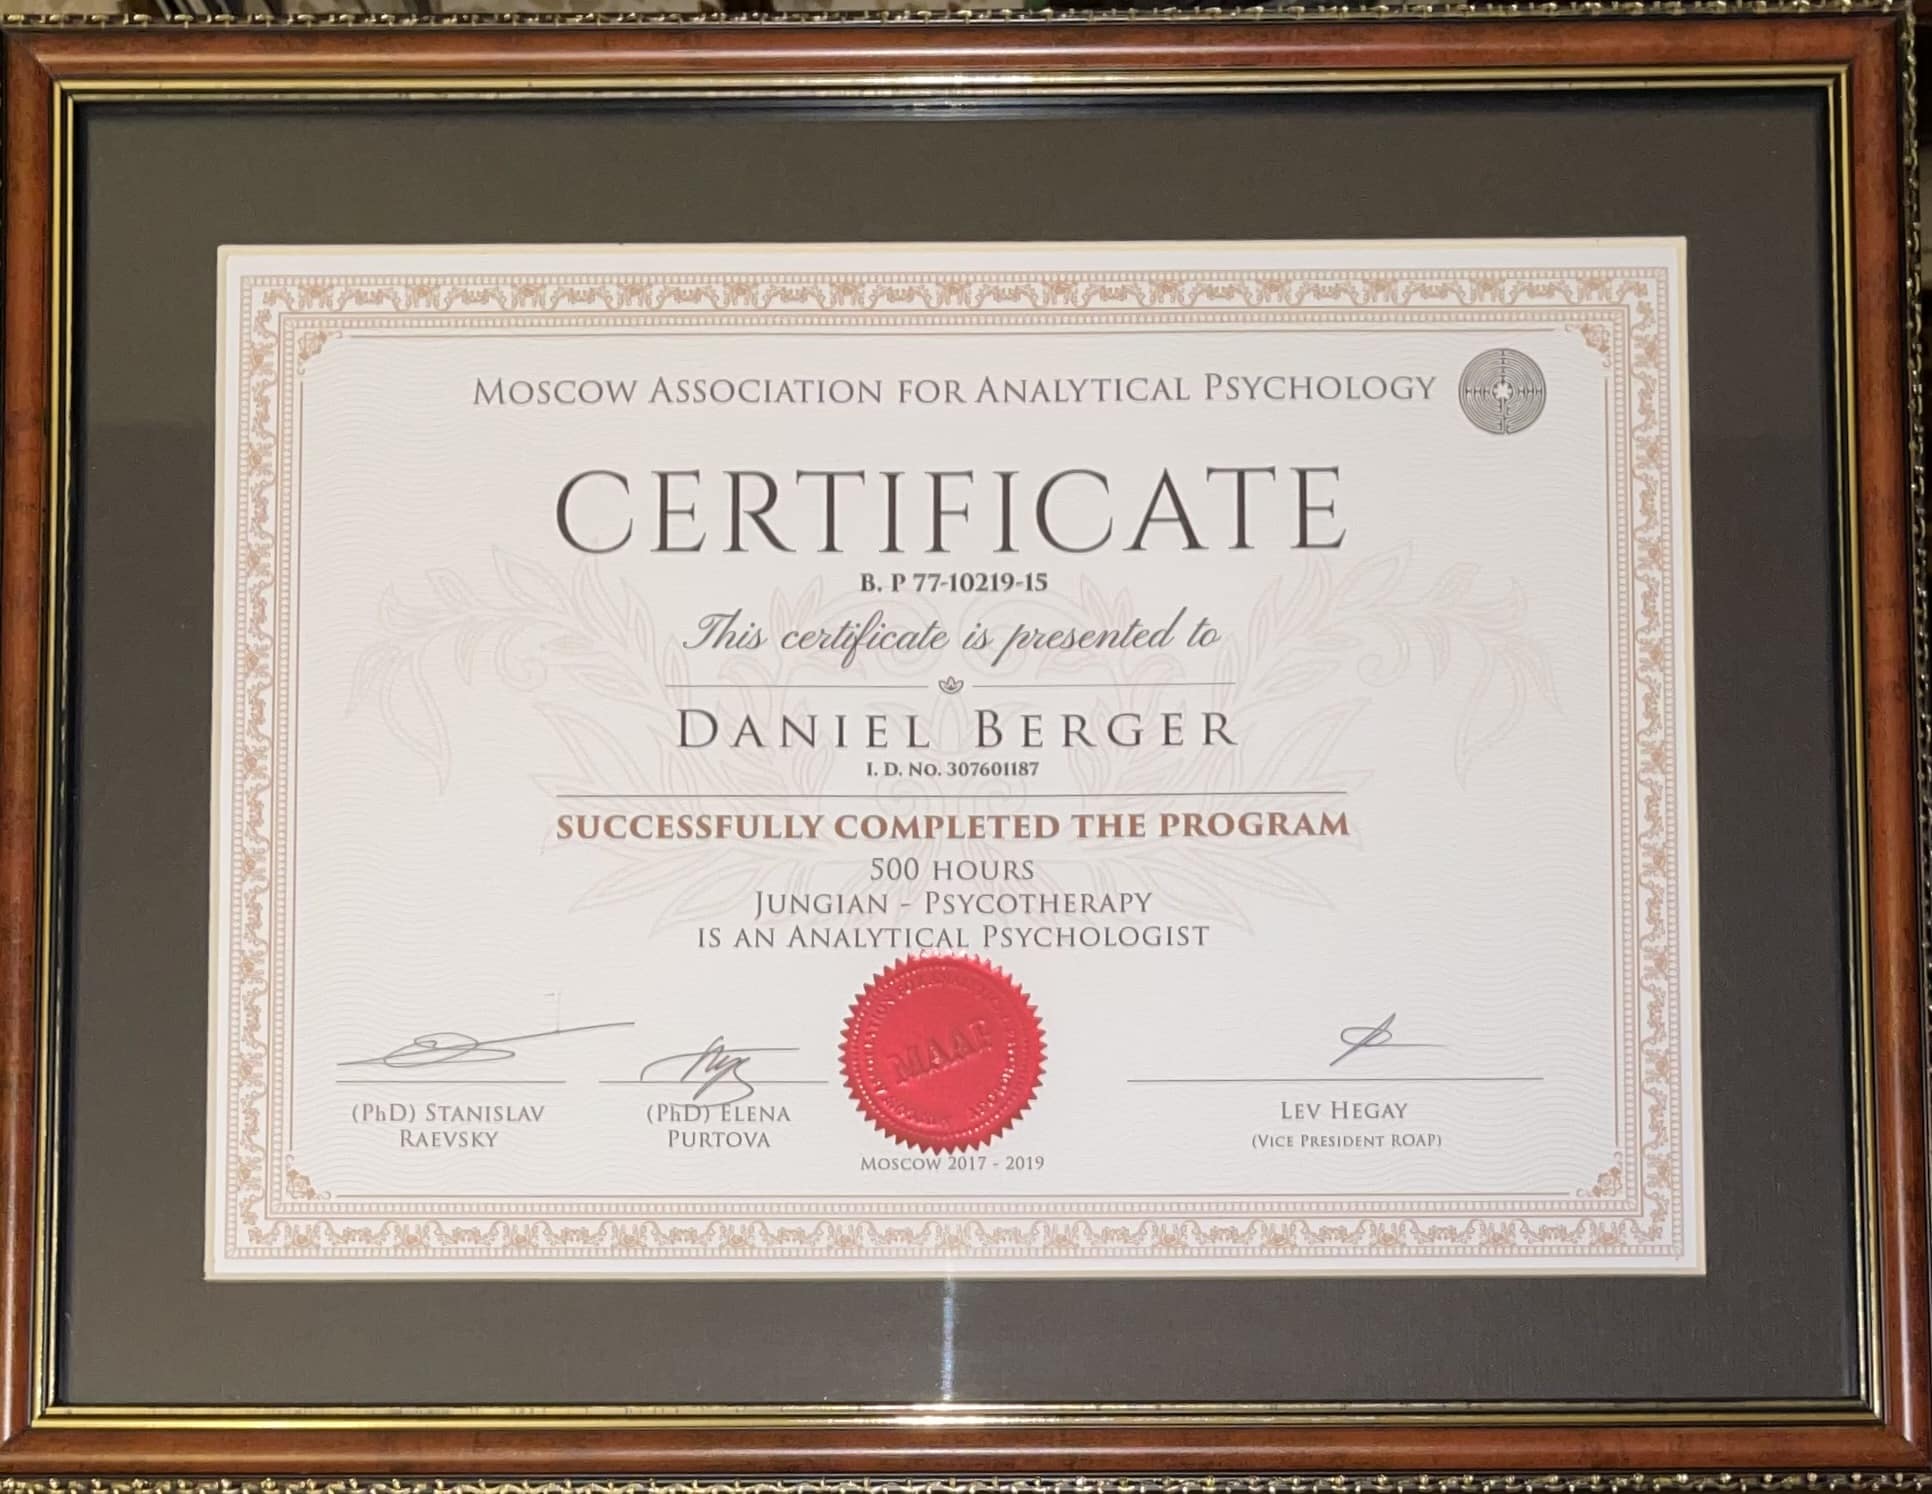 MOSCOW ASSOCIATION FOR ANALYTICAL PSYCHOLOGY
CERTIFICATE
B. P 77-10219-15
This certificate is presented to
DANIEL BERGER
I. D. NO. 307601187
SUCCESSFULLY COMPLETED THE PROGRAM
500 HOURS
JUNGIAN - PSYCOTHERAPY
IS AN ANALYTICAL PSYCHOLOGIST
MAAP
(PhD) STANISLAV
RAEVSKY
(PhD) ELENA
PURTOVA
LEV HEGAY
(VICE PRESIDENT ROAP)
MOSCOW 2017 - 2019